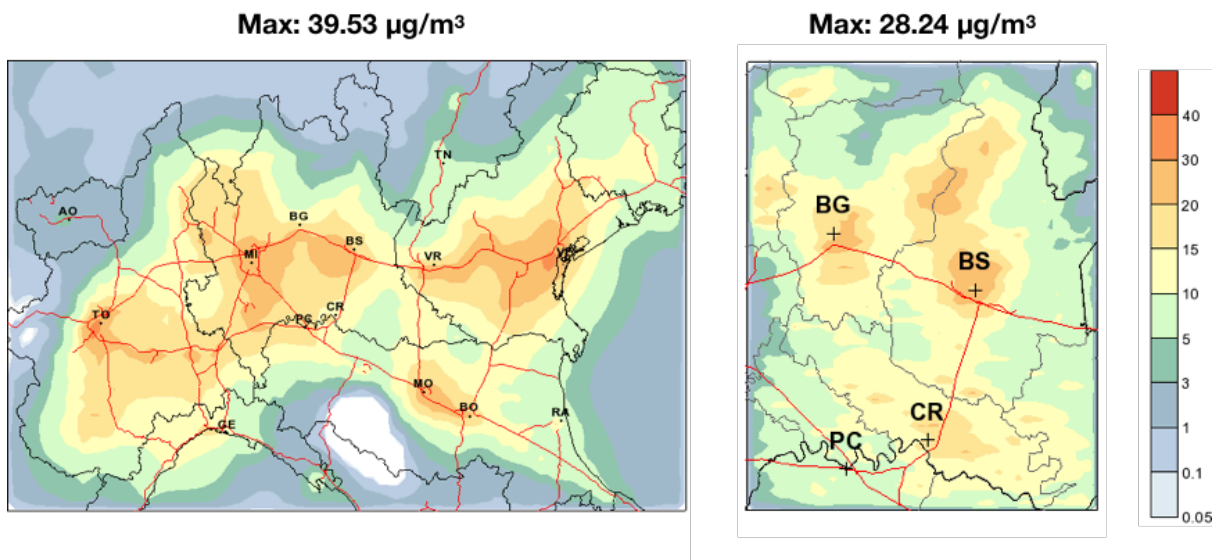 Max: 39.53 µg/m³
Max: 28.24 µg/m³
TN
AO
BG
BS
MI
VR
VE
TO
PC
CR
MO
BO
RA
GE
BG
BS
CR
PC
40
30
20
15
10
5
3
1
0.1
0.05